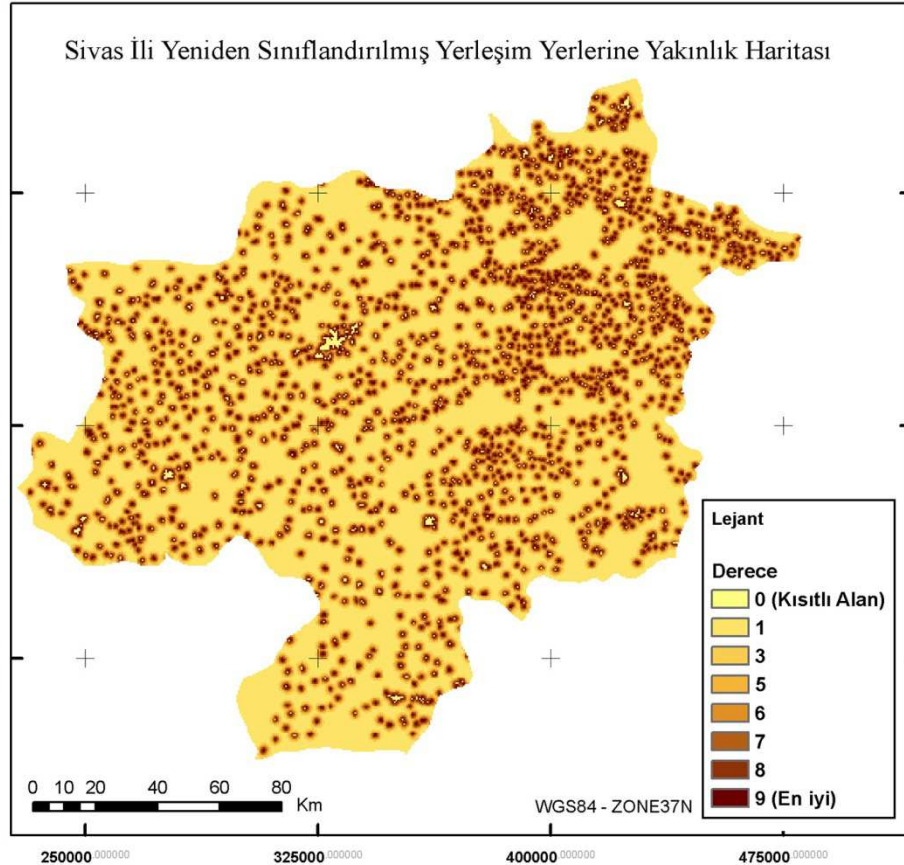 Sivas İli Yeniden Sınıflandırılmış Yerleşim Yerlerine Yakınlık Haritası
Lejant
Derece
0 (Kısıtlı Alan)
1
3
5
6
7
8
9 (En iyi)
0 10 20 40 60 80
Km
WGS84 - ZONE37N
250000.000000 325000.000000 400000.000000 475000.000000